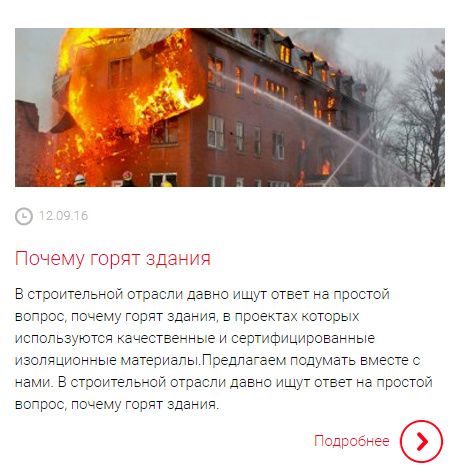 12.09.16
Почему горят здания
В строительной отрасли давно ищут ответ на простой
вопрос, почему горят здания, в проектах которых
используются качественные и сертифицированные
изоляционные материалы.Предлагаем подумать вместе с
нами. В строительной отрасли давно ищут ответ на простой
вопрос, почему горят здания.
Подробнее